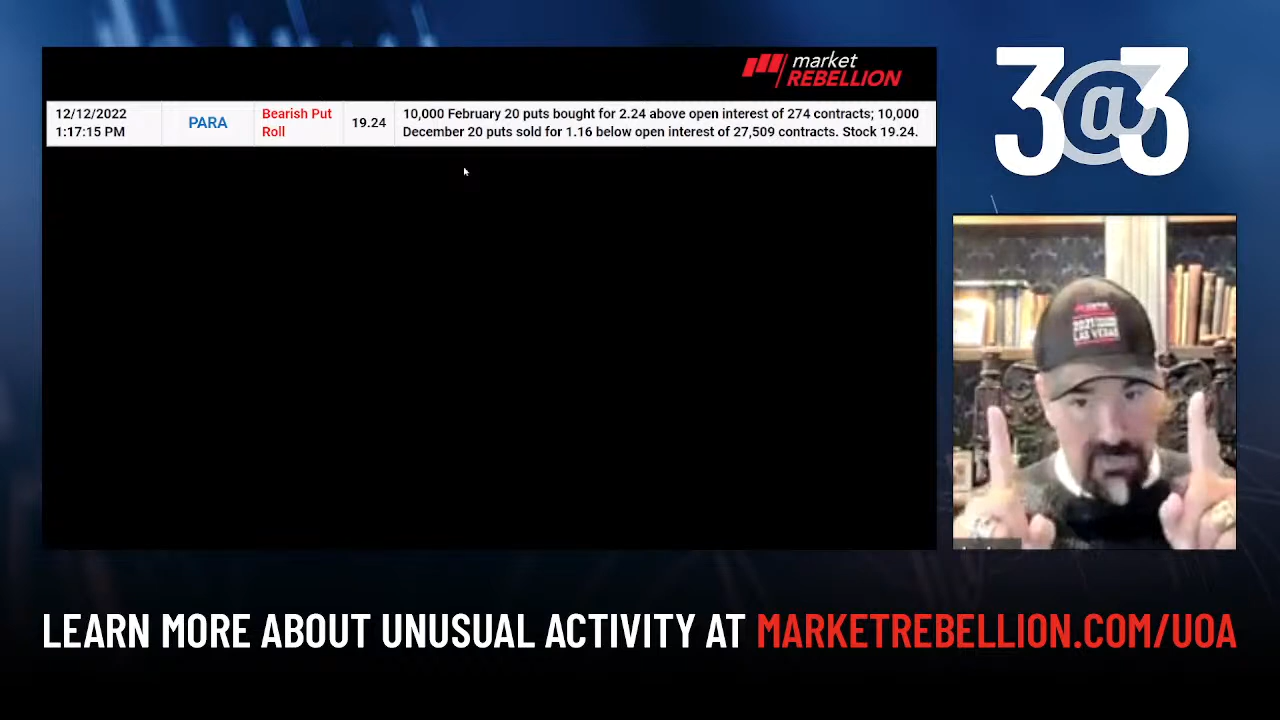 market
REBELLION
3@3
12/12/2022
1:17:15 PM
PARA
Bearish Put
Roll
19.24
10,000 February 20 puts bought for 2.24 above open interest of 274 contracts; 10,000
December 20 puts sold for 1.16 below open interest of 27,509 contracts. Stock 19.24.
2021
LAS VEGAS
LEARN MORE ABOUT UNUSUAL ACTIVITY AT MARKETREBELLION.COM/UOA